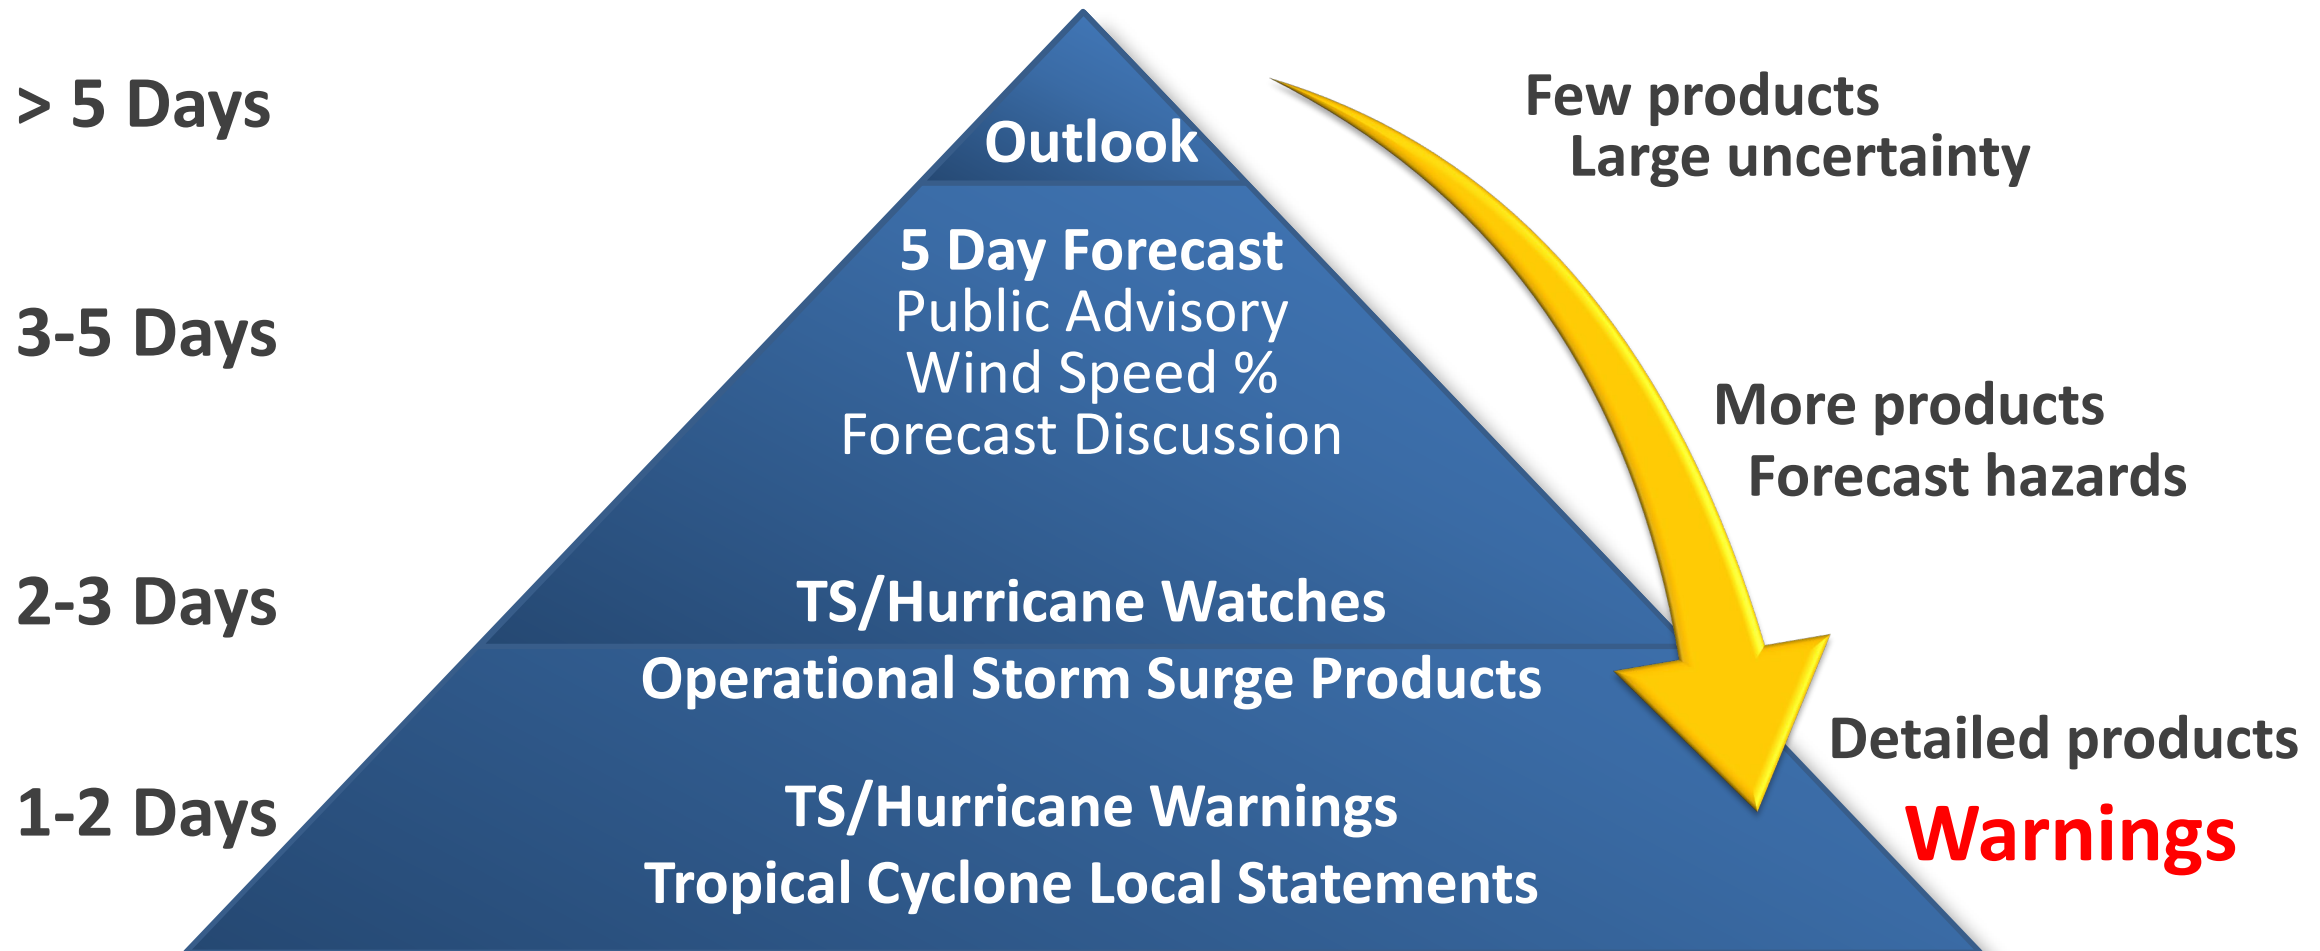 > 5 Days
Outlook
Few products
Large uncertainty
3-5 Days
5 Day Forecast
Public Advisory
Wind Speed %
Forecast Discussion
More products
Forecast hazards
2-3 Days
TS/Hurricane Watches
Operational Storm Surge Products
1-2 Days
TS/Hurricane Warnings
Tropical Cyclone Local Statements
Detailed products
Warnings